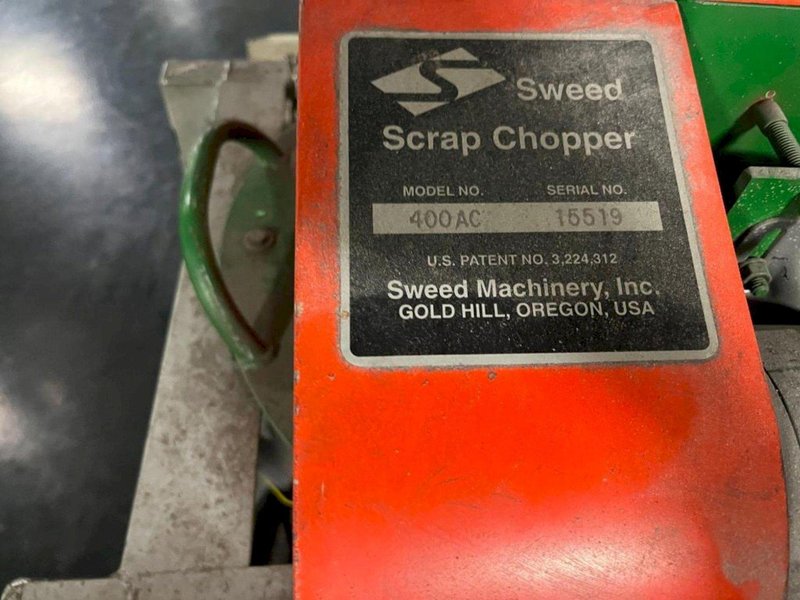 Sweed
Scrap Chopper
MODEL NO. SERIAL NO.
400AC 15519
U.S. PATENT NO. 3,224,312
Sweed Machinery, Inc.
GOLD HILL, OREGON, USA